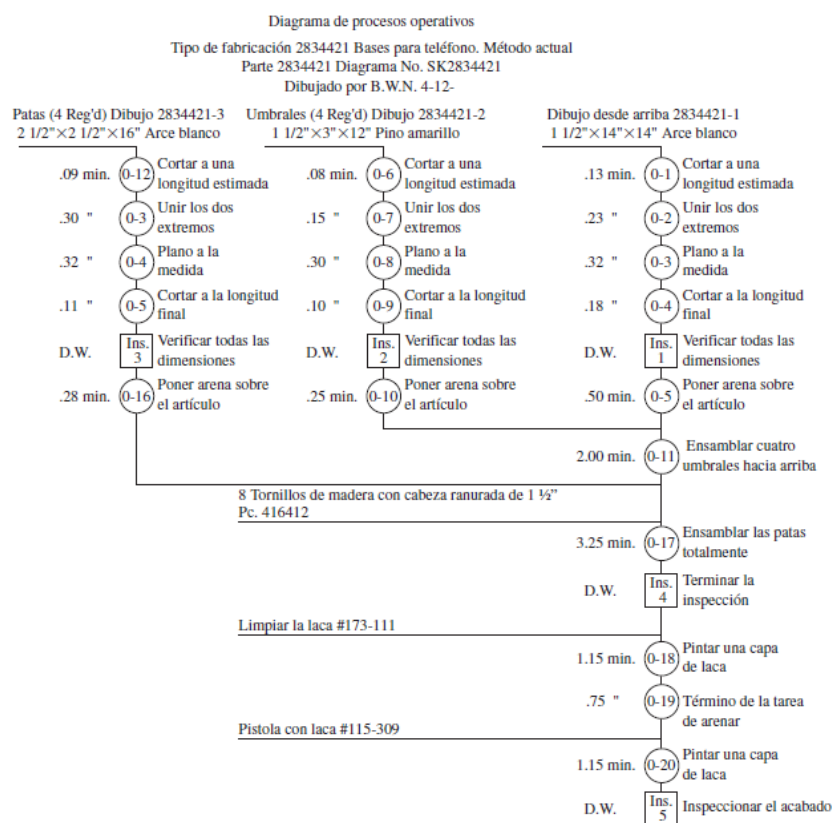 Diagrama de procesos operativos
Tipo de fabricación 2834421 Bases para teléfono. Método actual
Parte 2834421 Diagrama No. SK2834421
Dibujado por B.W.N. 4-12-
Patas (4 Reg'd) Dibujo 2834421-3
2 1/2"×2 1/2"×16" Arce blanco
.09 min. 0-12 Cortar a una
longitud estimada
.30 " 0-3 Unir los dos
extremos
.32 " 0-4 Plano a la
medida
.11 " 0-5 Cortar a la longitud
final
D.W. Ins. 3 Verificar todas las
dimensiones
.28 min. 0-16 Poner arena sobre
el artículo
Umbrales (4 Reg'd) Dibujo 2834421-2
1 1/2"×3"×12" Pino amarillo
.08 min. 0-6 Cortar a una
longitud estimada
.15 " 0-7 Unir los dos
extremos
.30 " 0-8 Plano a la
medida
.10 " 0-9 Cortar a la longitud
final
D.W. Ins. 2 Verificar todas las
dimensiones
.25 min. 0-10 Poner arena sobre
el artículo
Dibujo desde arriba 2834421-1
1 1/2"×14"×14" Arce blanco
.13 min. 0-1 Cortar a una
longitud estimada
.23 " 0-2 Unir los dos
extremos
.32 " 0-3 Plano a la
medida
.18 " 0-4 Cortar a la longitud
final
D.W. Ins. 1 Verificar todas las
dimensiones
.50 min. 0-5 Poner arena sobre
el artículo
2.00 min. 0-11 Ensamblar cuatro
umbrales hacia arriba
8 Tornillos de madera con cabeza ranurada de 1 ½"
Pc. 416412
3.25 min. 0-17 Ensamblar las patas
totalmente
D.W. Ins. 4 Terminar la
inspección
Limpiar la laca #173-111
1.15 min. 0-18 Pintar una capa
de laca
.75 " 0-19 Término de la tarea
de arenar
Pistola con laca #115-309
1.15 min. 0-20 Pintar una capa
de laca
D.W. Ins. 5 Inspeccionar el acabado